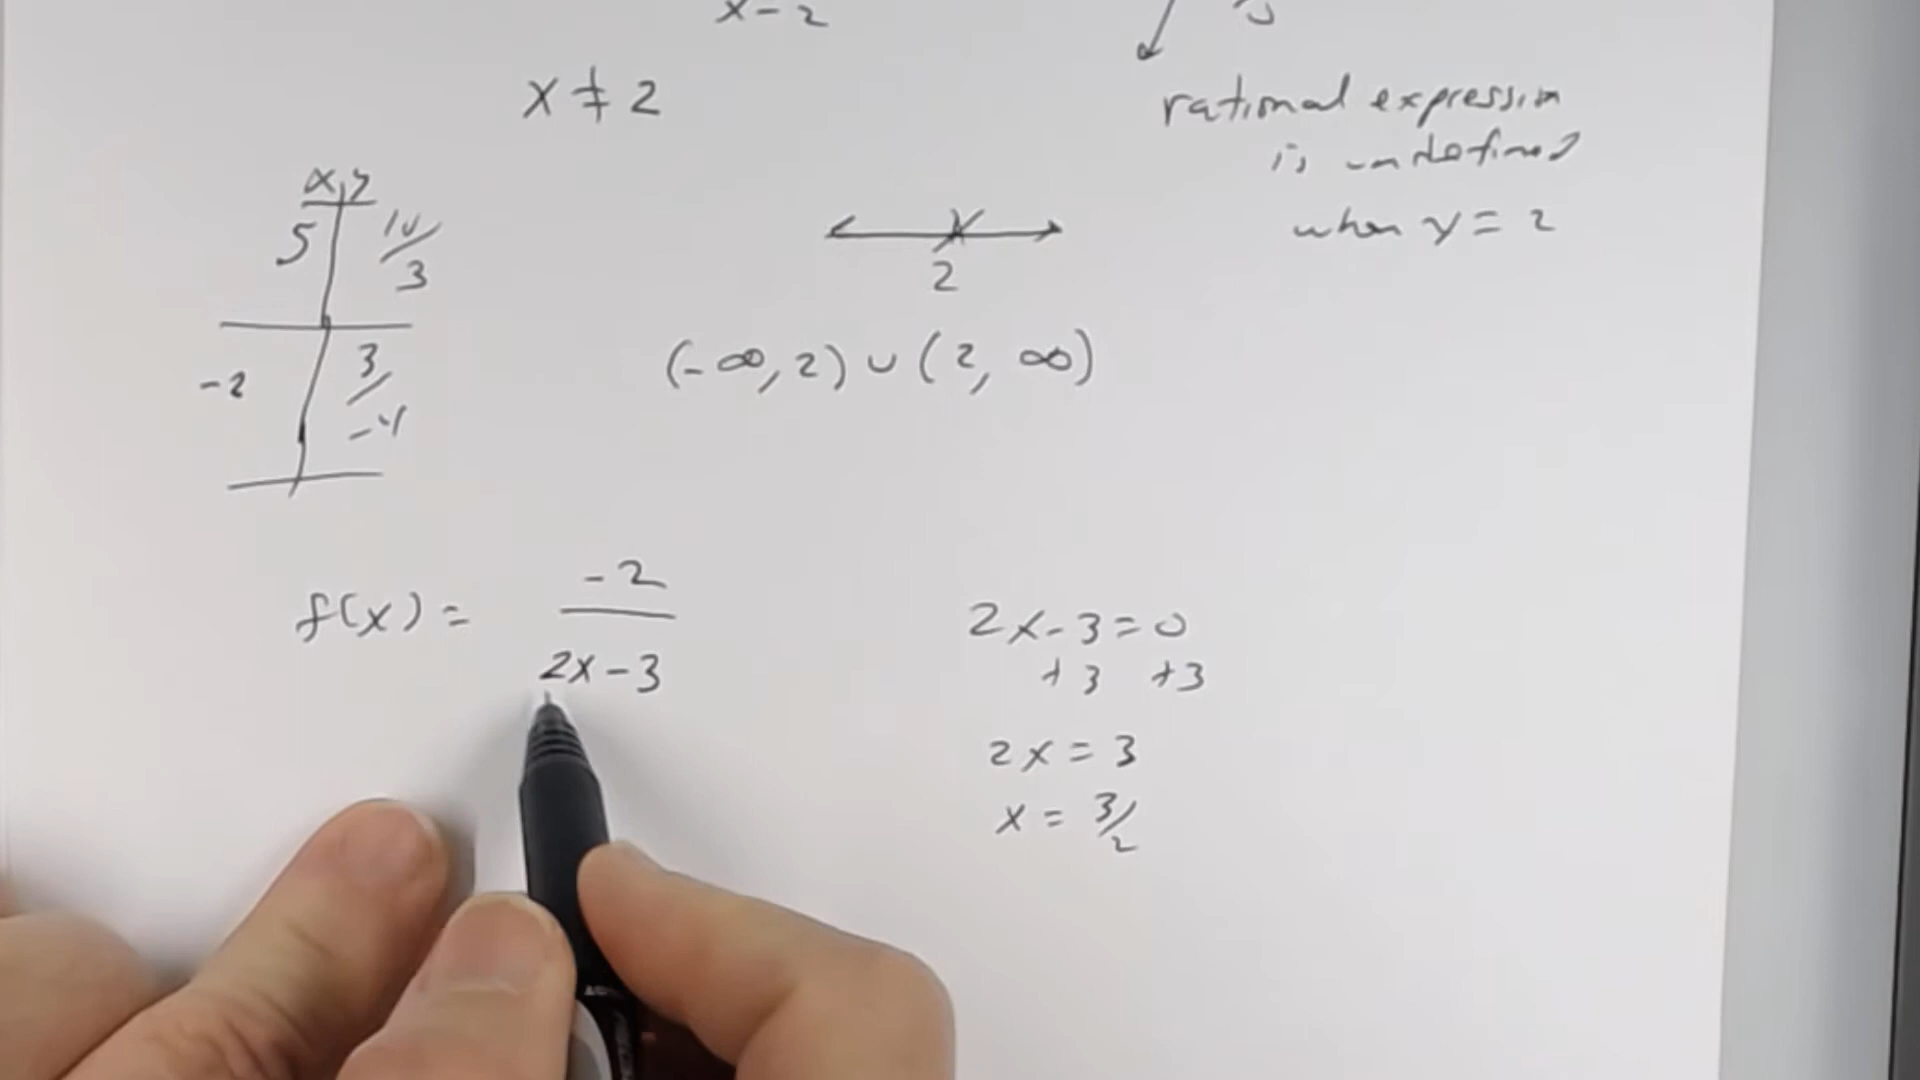 x-2
x ≠ 2
rational expression
is undefined
when x = 2
x, y
5 10/3
-2 3/-4
2
(-∞, 2) ∪ (2, ∞)
f(x) = -2/2x-3
2x-3=0
+3 +3
2x = 3
x = 3/2